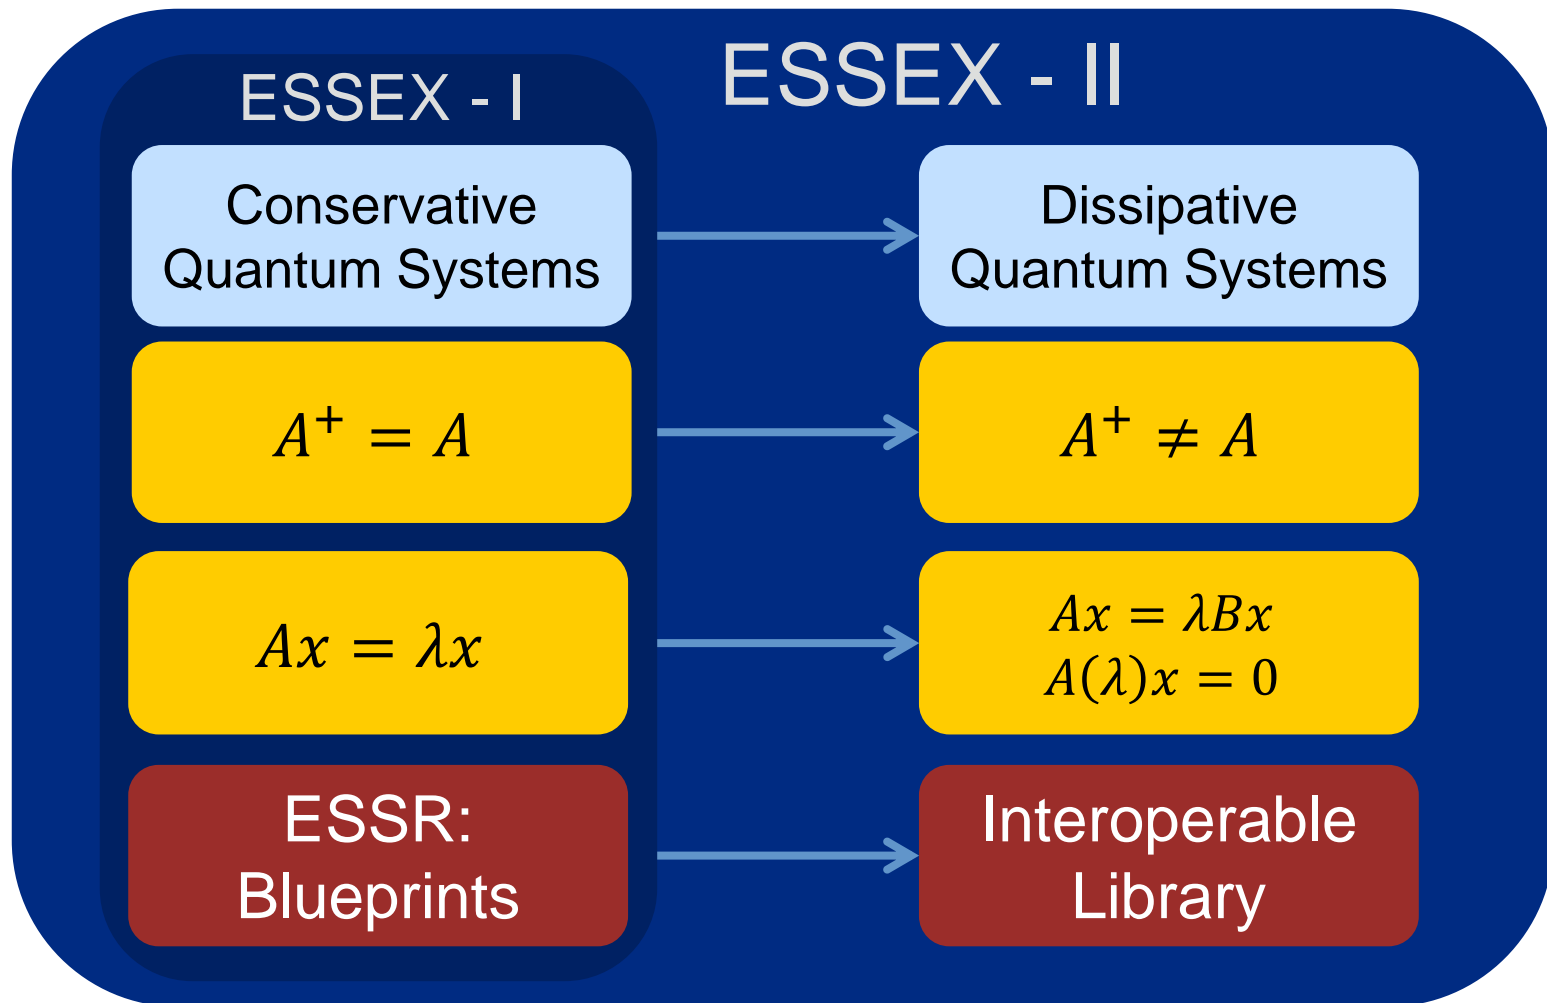 ESSEX - II
ESSEX - I
Conservative
Quantum Systems
Dissipative
Quantum Systems
A⁺ = A
A⁺ ≠ A
Ax = λx
Ax = λBx
A(λ)x = 0
ESSR:
Blueprints
Interoperable
Library